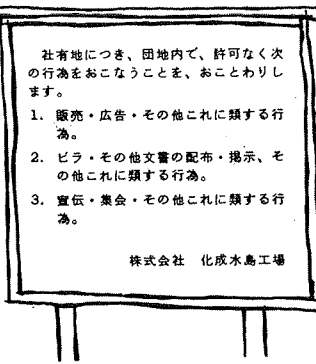 社有地につき、団地内で、許可なく次
の行為をおこなうことを、おことわりし
ます。
1. 販売・広告・その他これに類する行
為。
2. ビラ・その他文書の配布・掲示、そ
の他これに類する行為。
3. 宣伝・集会・その他これに類する行
為。
株式会社 化成水島工場